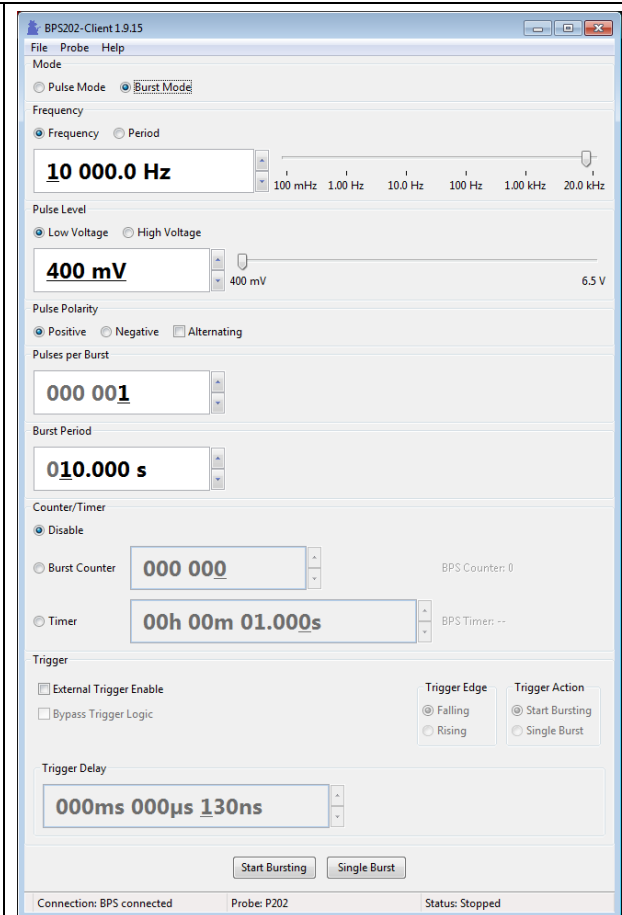 BPS202-Client 1.9.15
File Probe Help
Mode
Pulse Mode Burst Mode
Frequency
Frequency Period
10 000.0 Hz
100 mHz 1.00 Hz 10.0 Hz 100 Hz 1.00 kHz 20.0 kHz
Pulse Level
Low Voltage High Voltage
400 mV
400 mV 6.5 V
Pulse Polarity
Positive Negative Alternating
Pulses per Burst
000 001
Burst Period
010.000 s
Counter/Timer
Disable
Burst Counter 000 000 BPS Counter: 0
Timer 00h 00m 01.000s BPS Timer: --
Trigger
External Trigger Enable
Bypass Trigger Logic
Trigger Edge
Falling
Rising
Trigger Action
Start Bursting
Single Burst
Trigger Delay
000ms 000µs 130ns
Start Bursting Single Burst
Connection: BPS connected Probe: P202 Status: Stopped